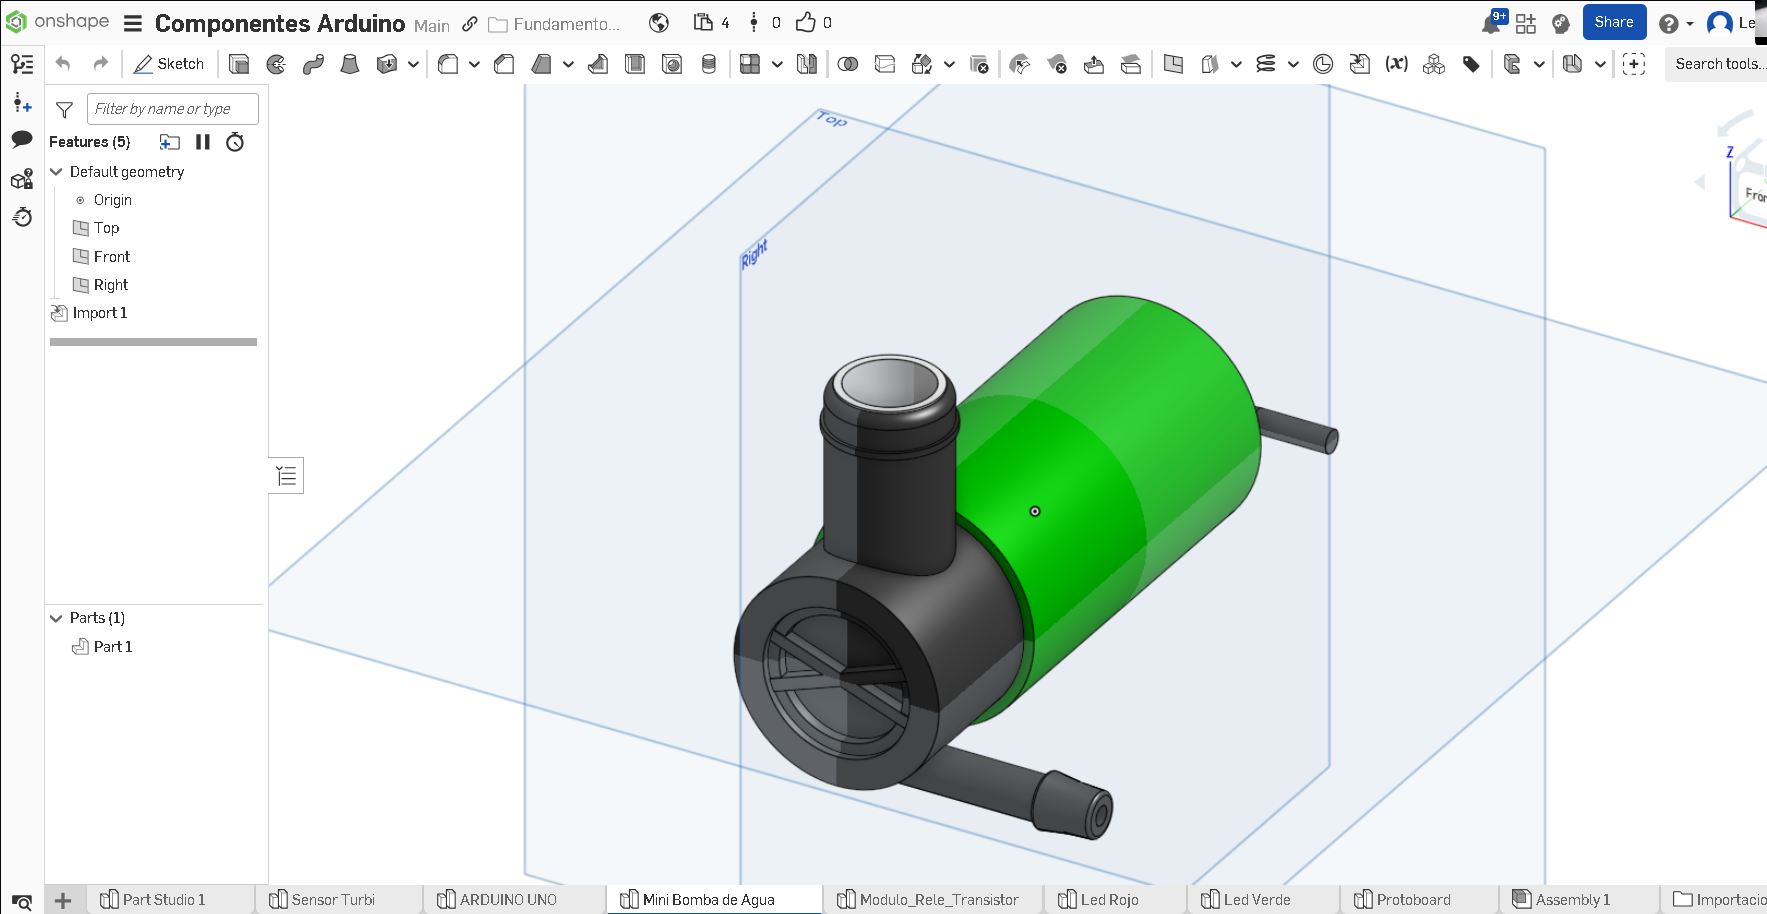 onshape Componentes Arduino Main Fundamento... 4 0 0 9+ Share Le
Sketch (x) Search tools...
Filter by name or type
Features (5)
Default geometry
Origin
Top
Front
Right
Import 1
Parts (1)
Part 1
Top
Right
Z
Part Studio 1 Sensor Turbi ARDUINO UNO Mini Bomba de Agua Modulo_Rele_Transistor Led Rojo Led Verde Protoboard Assembly 1 Importacio